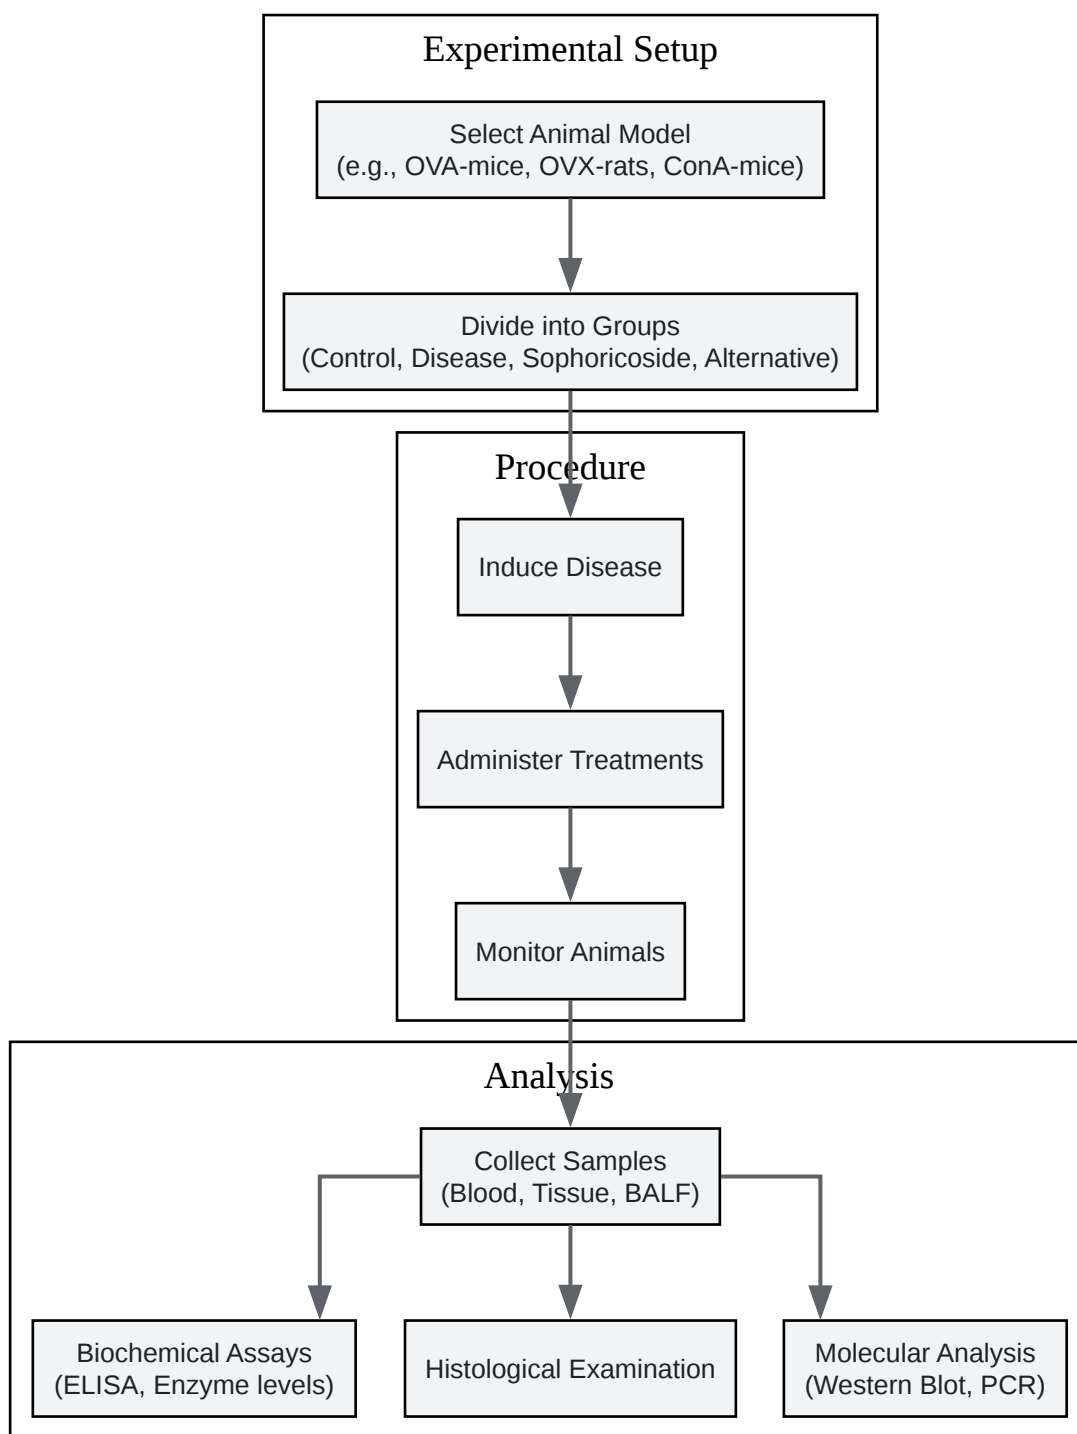 Experimental Setup
Select Animal Model
(e.g., OVA-mice, OVX-rats, ConA-mice)
Divide into Groups
(Control, Disease, Sophoricoside, Alternative)
Procedure
Induce Disease
Administer Treatments
Monitor Animals
Analysis
Collect Samples
(Blood, Tissue, BALF)
Biochemical Assays
(ELISA, Enzyme levels)
Histological Examination
Molecular Analysis
(Western Blot, PCR)